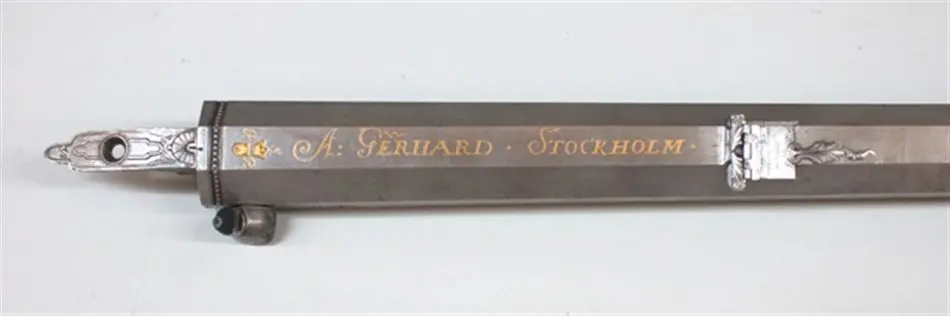 A: GERHARD · STOCKHOLM ·